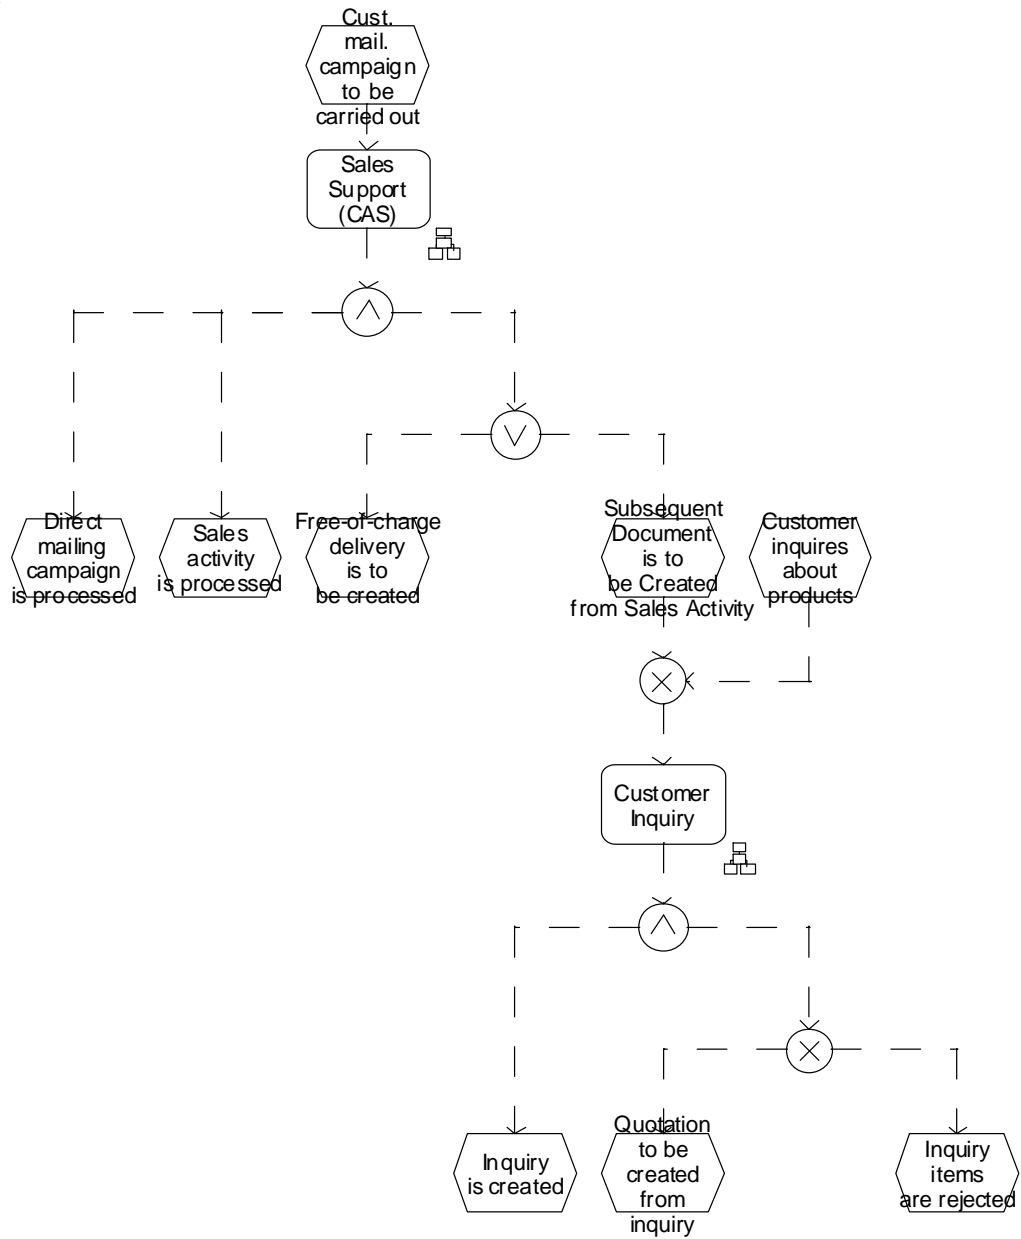 Cust.
mail.
campaign
to be
carried out
Sales
Support
(CAS)
Direct
mailing
campaign
is processed
Sales
activity
is processed
Free-of-charge
delivery
is to
be created
Subsequent
Document
is to
be Created
from Sales Activity
Customer
inquires
about
products
Customer
Inquiry
Inquiry
is created
Quotation
to be
created
from
inquiry
Inquiry
items
are rejected